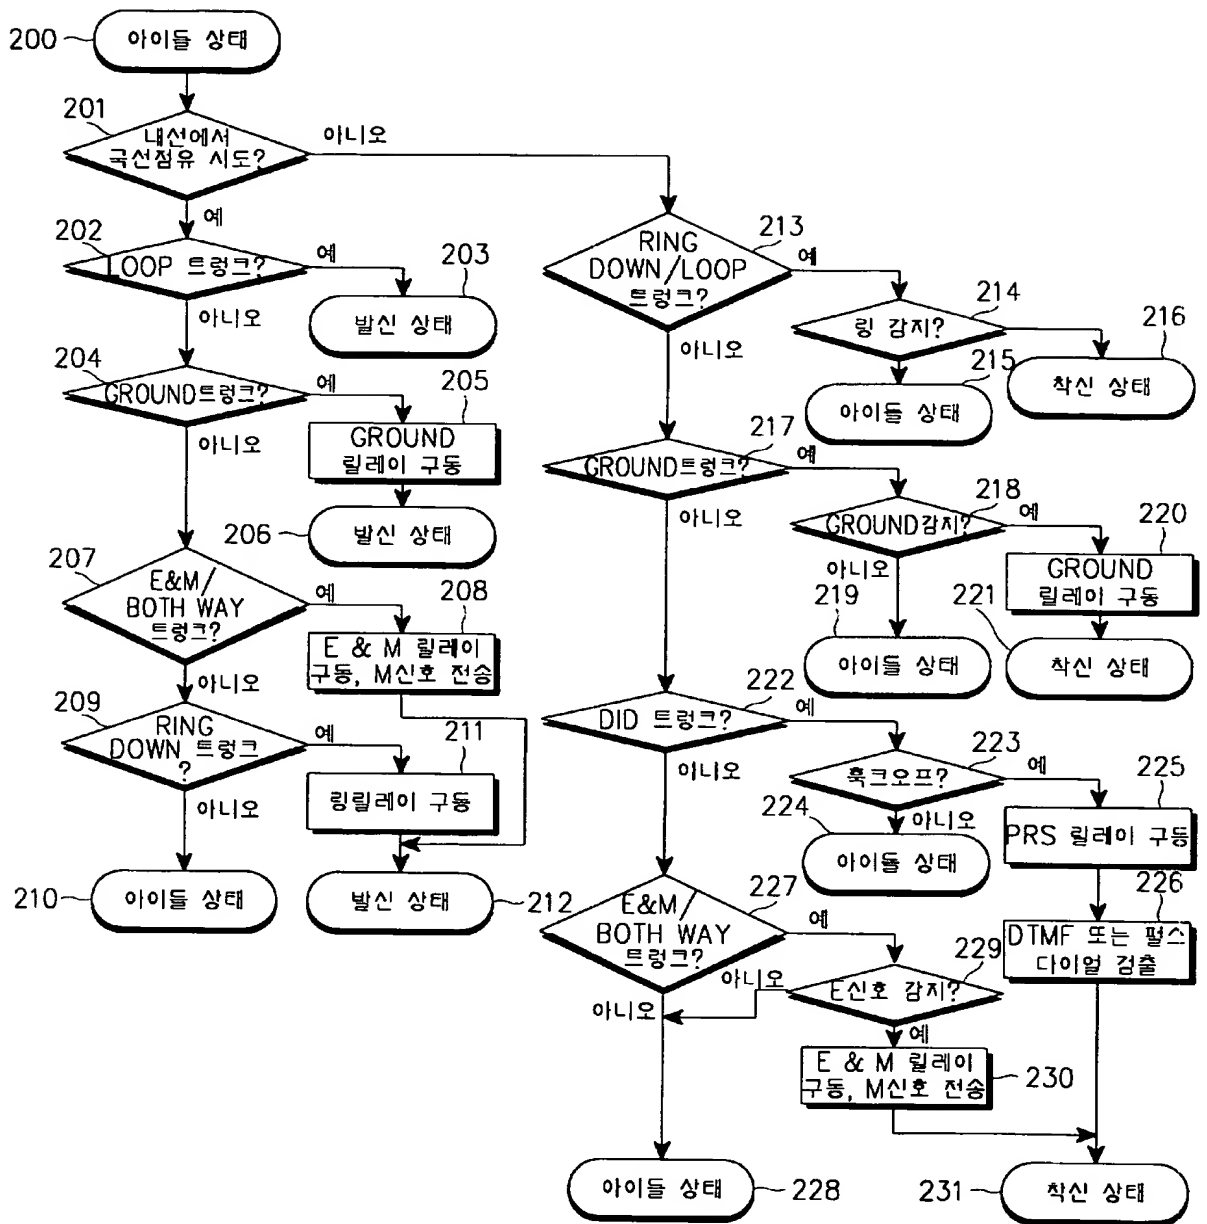 200
아이들 상태
201
내선에서
국선점유 시도?
아니오
예
202
LOOP 트렁크?
예
203
발신 상태
아니오
204
GROUND트렁크?
예
205
GROUND
릴레이 구동
아니오
206
발신 상태
207
E&M/
BOTH WAY
트렁크?
예
208
E & M 릴레이
구동, M신호 전송
아니오
209
RING
DOWN 트렁크
?
예
211
링릴레이 구동
아니오
210
아이들 상태
발신 상태
212
213
RING
DOWN/LOOP
트렁크?
예
214
링 감지?
216
착신 상태
215
아이들 상태
아니오
217
GROUND트렁크?
예
218
GROUND감지?
예
220
GROUND
릴레이 구동
아니오
아니오
219
아이들 상태
221
착신 상태
222
DID 트렁크?
예
223
훅크오프?
예
225
PRS 릴레이 구동
아니오
아니오
224
아이들 상태
226
DTMF 또는 펄스
다이얼 검출
227
E&M/
BOTH WAY
트렁크?
예
229
E신호 감지?
아니오
아니오
예
E & M 릴레이
구동, M신호 전송
230
아이들 상태
228
231
착신 상태